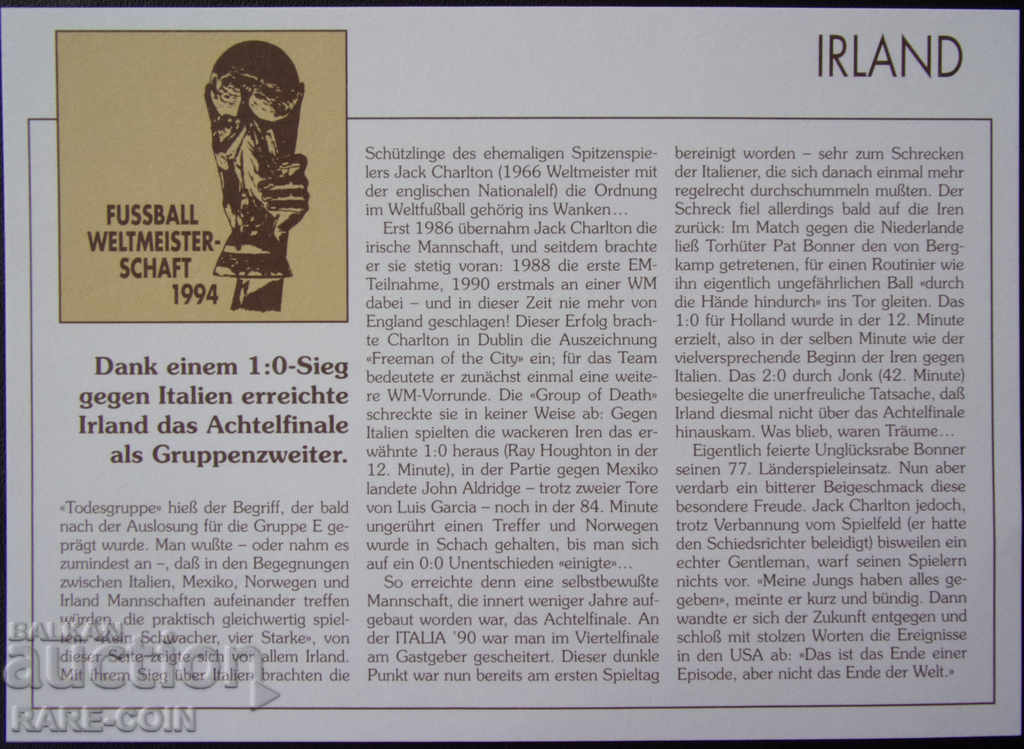 IRLAND
FUSSBALL
WELTMEISTER-
SCHAFT
1994
Dank einem 1:0-Sieg
gegen Italien erreichte
Irland das Achtelfinale
als Gruppenzweiter.
«Todesgruppe» hieß der Begriff, der bald
nach der Auslosung für die Gruppe E ge-
prägt wurde. Man wußte – oder nahm es
zumindest an –, daß in den Begegnungen
zwischen Italien, Mexiko, Norwegen und
Irland Mannschaften aufeinander treffen
würden, die praktisch gleichwertig spiel-
ten. «Kein Schwacher, vier Starke», von
dieser Seite zeigte sich vor allem Irland.
Mit ihrem Sieg über Italien brachten die
Schützlinge des ehemaligen Spitzenspie-
lers Jack Charlton (1966 Weltmeister mit
der englischen Nationalelf) die Ordnung
im Weltfußball gehörig ins Wanken…
Erst 1986 übernahm Jack Charlton die
irische Mannschaft, und seitdem brachte
er sie stetig voran: 1988 die erste EM-
Teilnahme, 1990 erstmals an einer WM
dabei – und in dieser Zeit nie mehr von
England geschlagen! Dieser Erfolg brach-
te Charlton in Dublin die Auszeichnung
«Freeman of the City» ein; für das Team
bedeutete er zunächst einmal eine weite-
re WM-Vorrunde. Die «Group of Death»
schreckte sie in keiner Weise ab: Gegen
Italien spielten die wackeren Iren das er-
wähnte 1:0 heraus (Ray Houghton in der
12. Minute), in der Partie gegen Mexiko
landete John Aldridge – trotz zweier Tore
von Luis Garcia – noch in der 84. Minute
ungerührt einen Treffer und Norwegen
wurde in Schach gehalten, bis man sich
auf ein 0:0 Unentschieden «einigte»…
So erreichte denn eine selbstbewußte
Mannschaft, die innert weniger Jahre auf-
gebaut worden war, das Achtelfinale. An
der ITALIA '90 war man im Viertelfinale
am Gastgeber gescheitert. Dieser dunkle
Punkt war nun bereits am ersten Spieltag
bereinigt worden – sehr zum Schrecken
der Italiener, die sich danach einmal mehr
regelrecht durchschummeln mußten. Der
Schreck fiel allerdings bald auf die Iren
zurück: Im Match gegen die Niederlande
ließ Torhüter Pat Bonner den von Berg-
kamp getretenen, für einen Routinier wie
ihn eigentlich ungefährlichen Ball «durch
die Hände hindurch» ins Tor gleiten. Das
1:0 für Holland wurde in der 12. Minute
erzielt, also in der selben Minute wie der
vielversprechende Beginn der Iren gegen
Italien. Das 2:0 durch Jonk (42. Minute)
besiegelte die unerfreuliche Tatsache, daß
Irland diesmal nicht über das Achtelfinale
hinauskam. Was blieb, waren Träume…
Eigentlich feierte Unglücksrabe Bonner
seinen 77. Länderspieleinsatz. Nun aber
verdarb ein bitterer Beigeschmack diese
besondere Freude. Jack Charlton jedoch,
trotz Verbannung vom Spielfeld (er hatte
den Schiedsrichter beleidigt) bisweilen ein
echter Gentleman, warf seinen Spielern
nichts vor. «Meine Jungs haben alles ge-
geben», meinte er kurz und bündig. Dann
wandte er sich der Zukunft entgegen und
schloß mit stolzen Worten die Ereignisse
in den USA ab: «Das ist das Ende einer
Episode, aber nicht das Ende der Welt.»
BALKAN
auction
RARE-COIN